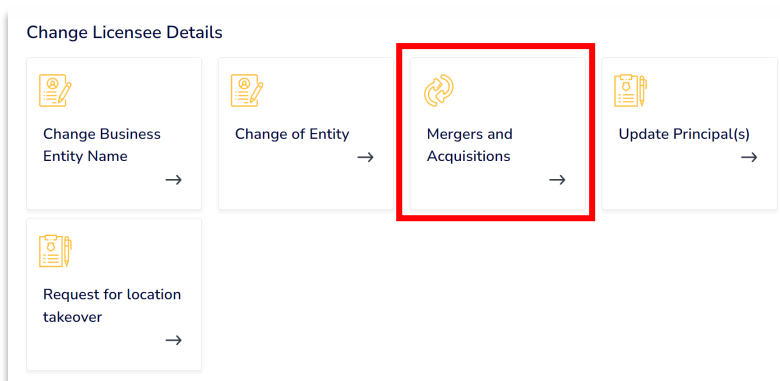 Change Licensee Details
Change Business
Entity Name
Change of Entity
Mergers and
Acquisitions
Update Principal(s)
Request for location
takeover